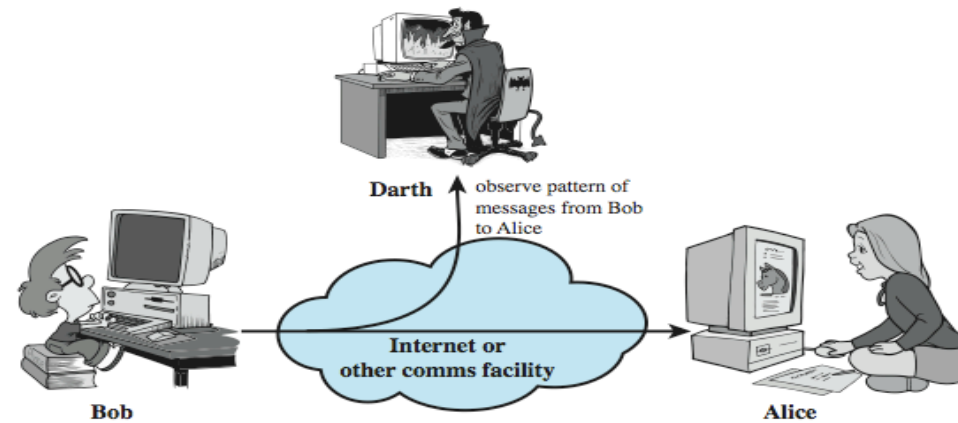 Darth
observe pattern of
messages from Bob
to Alice
Internet or
other comms facility
Bob
Alice